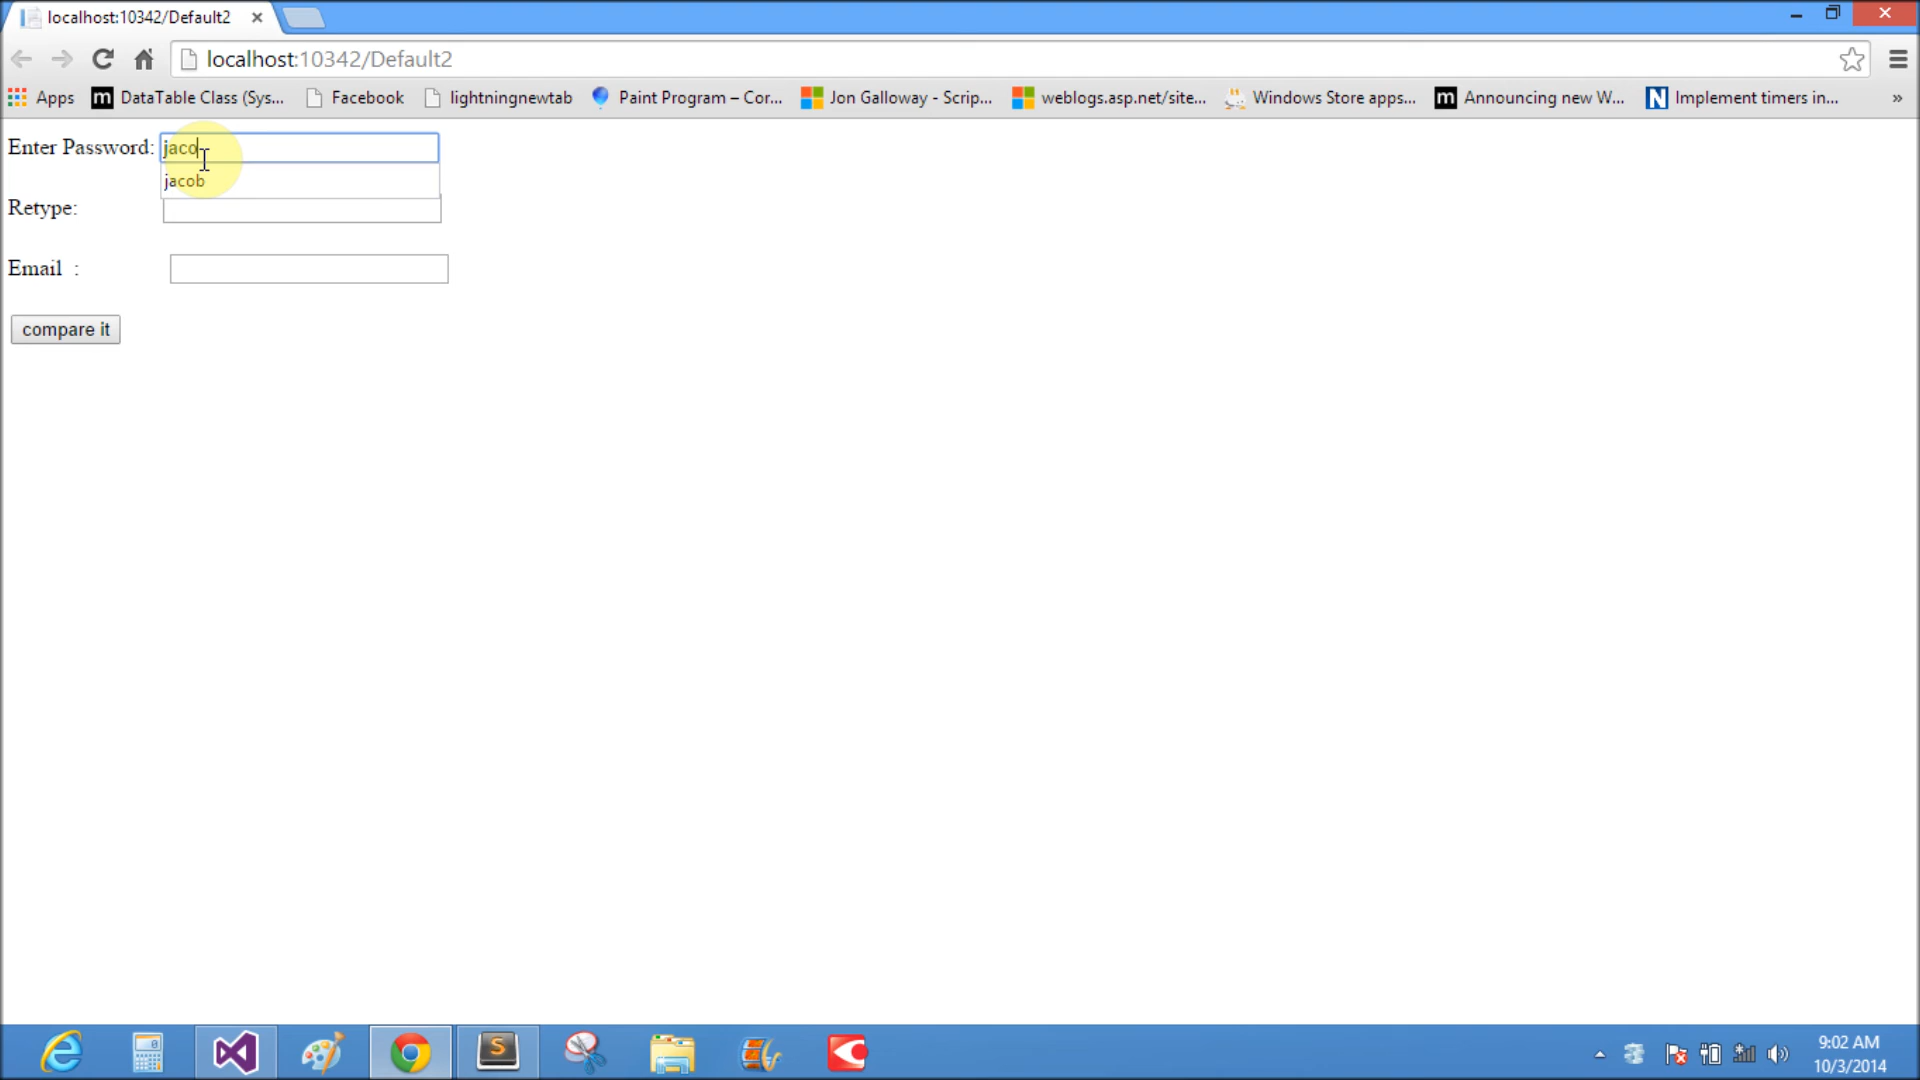 localhost:10342/Default2
localhost:10342/Default2
Apps
DataTable Class (Sys...
Facebook
lightningnewtab
Paint Program – Cor...
Jon Galloway - Scrip...
weblogs.asp.net/site...
Windows Store apps...
Announcing new W...
Implement timers in...
»
Enter Password: jaco
jacob
Retype:
Email :
compare it
9:02 AM
10/3/2014